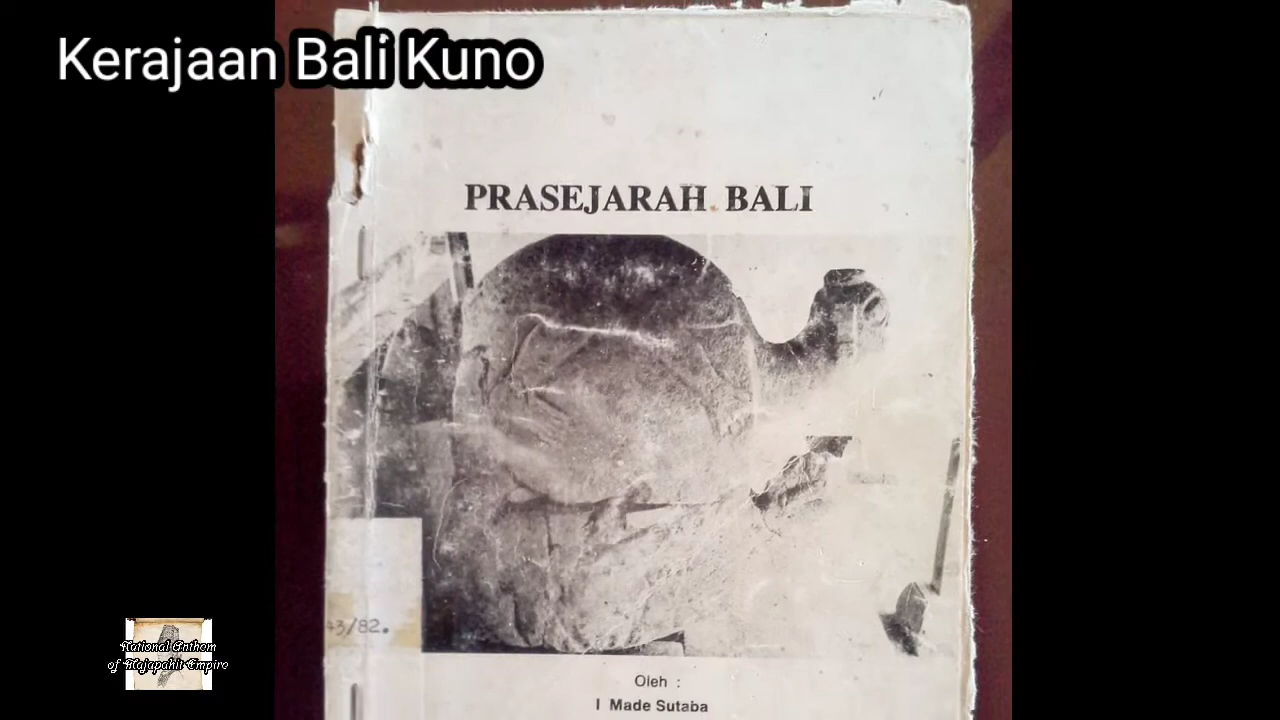 Kerajaan Bali Kuno
PRASEJARAH BALI
43/82.
National Anthem
of Majapahit Empire
Oleh :
I Made Sutaba